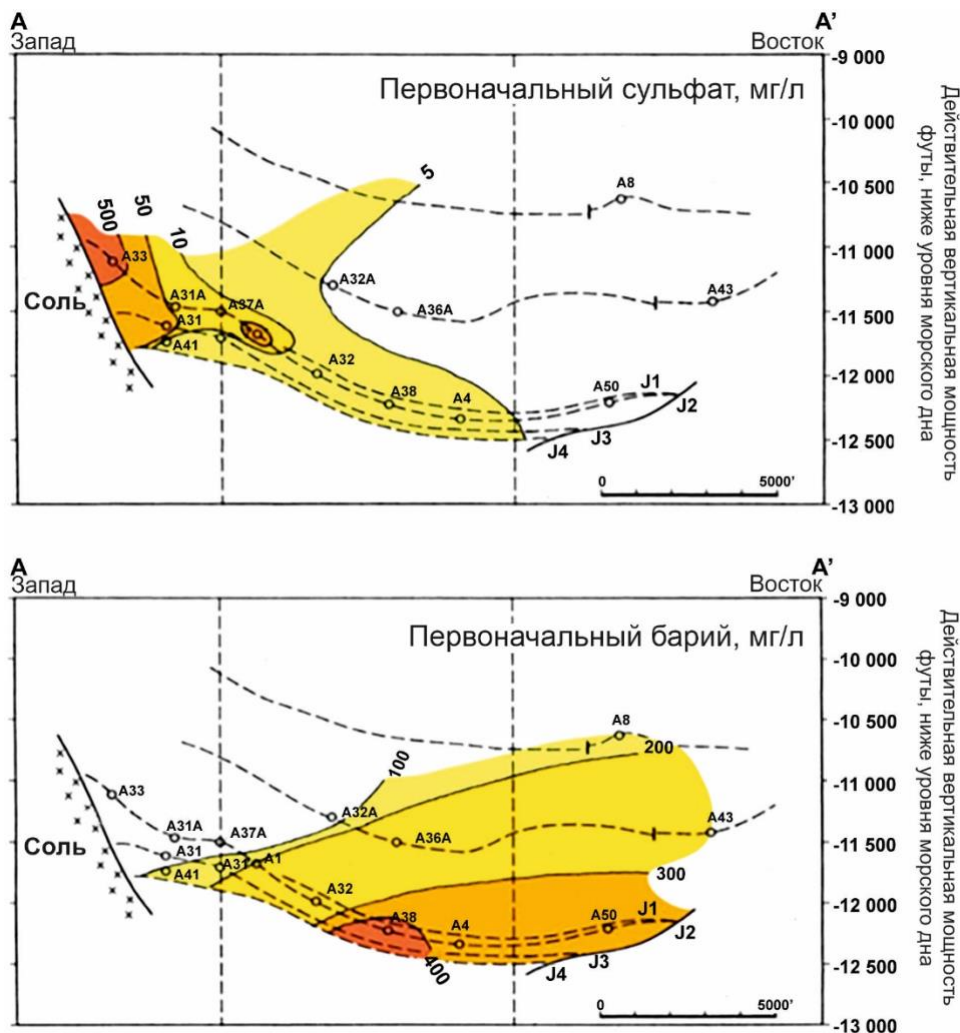 A
A'
Запад
Восток
Первоначальный сульфат, мг/л
-9 000
-10 000
-10 500
-11 000
-11 500
-12 000
-12 500
-13 000
Действительная вертикальная мощность
футы, ниже уровня морского дна
500
50
10
5
A8
A33
Соль
A31A
A37A
A32A
A36A
A43
A31
A41
A32
A38
A4
A50
J1
J2
J3
J4
0
5000'
A
A'
Запад
Восток
Первоначальный барий, мг/л
-9 000
-10 000
-10 500
-11 000
-11 500
-12 000
-12 500
-13 000
Действительная вертикальная мощность
футы, ниже уровня морского дна
A8
100
200
A33
A32A
A31A
A37A
A36A
A43
Соль
A31
A41
A37
A1
300
A32
A38
A4
A50
J1
J2
J3
J4
400
0
5000'